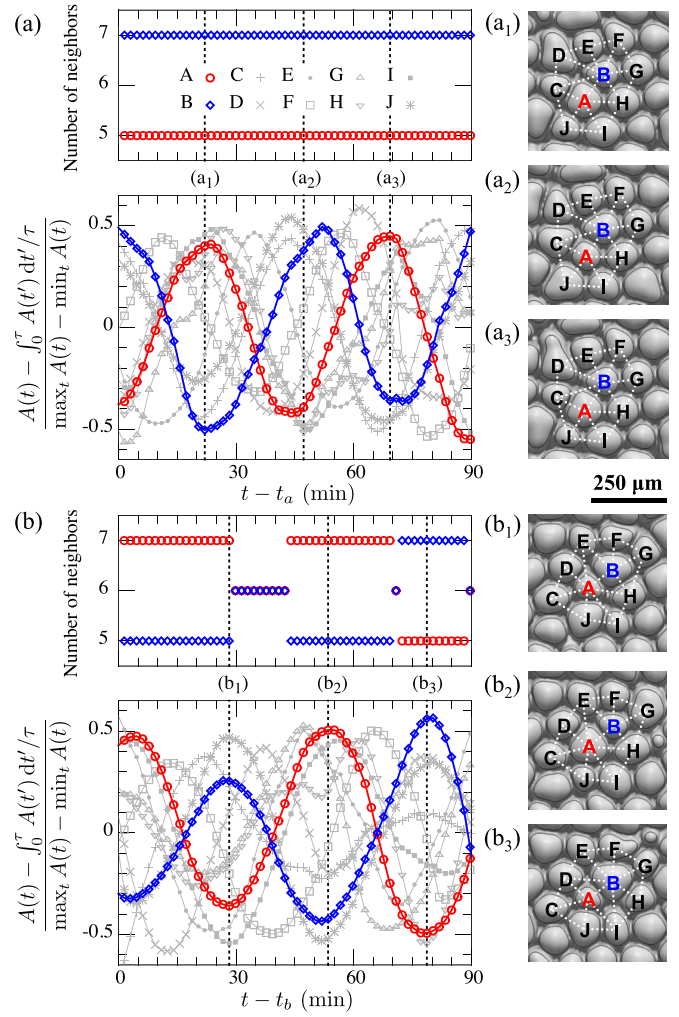 (a)
Number of neighbors
7
6
5
A C E G I
B D F H J
(a1) (a2) (a3)
A(t) − ∫₀^τ A(t′) dt′/τ
max_t A(t) − min_t A(t)
0.5
0
-0.5
0 30 60 90
t − t_a (min)
(a1)
E F
D B G
C A H
J I
(a2)
D E F
B G
C A H
J I
(a3)
E F
D B G
C A H
J I
250 µm
(b)
Number of neighbors
7
6
5
(b1) (b2) (b3)
A(t) − ∫₀^τ A(t′) dt′/τ
max_t A(t) − min_t A(t)
0.5
0
-0.5
0 30 60 90
t − t_b (min)
(b1)
E F G
D B
C A H
J I
(b2)
E F G
D B
C A H
J I
(b3)
E F G
D B
C A H
J I